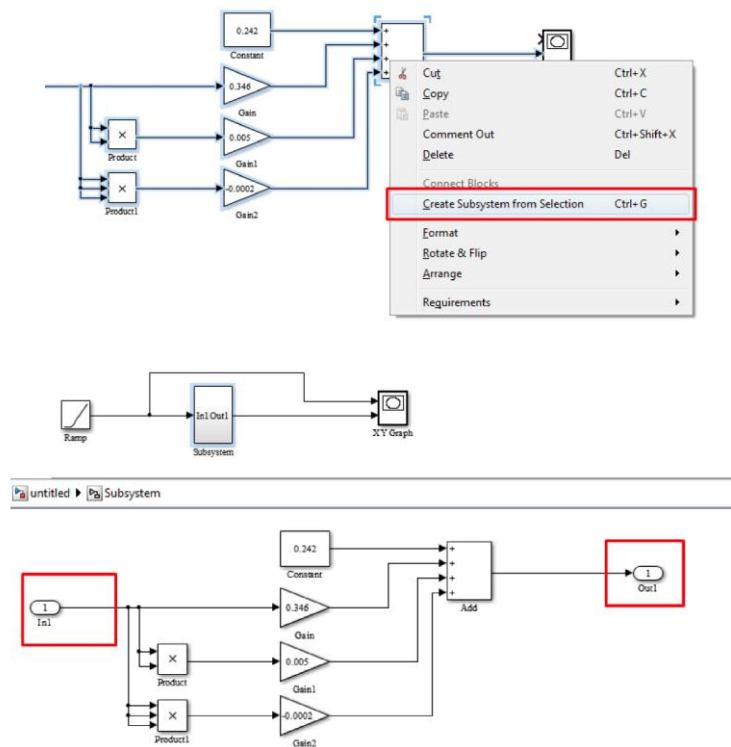 0.242
Constant
0.346
Gain
×
Product
0.005
Gain1
×
Product1
-0.0002
Gain2
+
+
+
+
Cut Ctrl+X
Copy Ctrl+C
Paste Ctrl+V
Comment Out Ctrl+Shift+X
Delete Del
Connect Blocks
Create Subsystem from Selection Ctrl+G
Format
Rotate & Flip
Arrange
Requirements
Ramp
In1 Out1
Subsystem
XY Graph
untitled Subsystem
0.242
Constant
+
+
+
+
Add
1
Out1
1
In1
0.346
Gain
×
Product
0.005
Gain1
×
Product1
-0.0002
Gain2